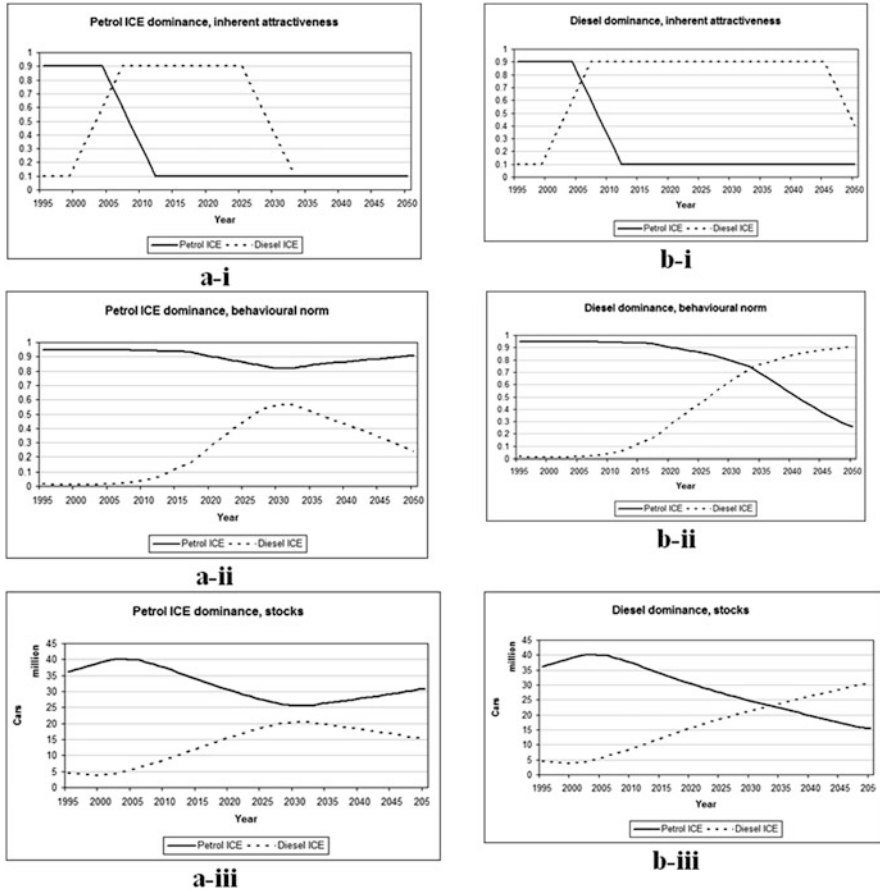 Petrol ICE dominance, inherent attractiveness
1
0.9
0.8
0.7
0.6
0.5
0.4
0.3
0.2
0.1
0
1995 2000 2005 2010 2015 2020 2025 2030 2035 2040 2045 2050
Year
Petrol ICE Diesel ICE
a-i
Diesel dominance, inherent attractiveness
1
0.9
0.8
0.7
0.6
0.5
0.4
0.3
0.2
0.1
0
1995 2000 2005 2010 2015 2020 2025 2030 2035 2040 2045 2050
Year
Petrol ICE Diesel ICE
b-i
Petrol ICE dominance, behavioural norm
1
0.9
0.8
0.7
0.6
0.5
0.4
0.3
0.2
0.1
0
1995 2000 2005 2010 2015 2020 2025 2030 2035 2040 2045 2050
Year
Petrol ICE Diesel ICE
a-ii
Diesel dominance, behavioural norm
1
0.9
0.8
0.7
0.6
0.5
0.4
0.3
0.2
0.1
0
1995 2000 2005 2010 2015 2020 2025 2030 2035 2040 2045 2050
Year
Petrol ICE Diesel ICE
b-ii
Petrol ICE dominance, stocks
million
Cars
45
40
35
30
25
20
15
10
5
0
1995 2000 2005 2010 2015 2020 2025 2030 2035 2040 2045 205
Year
Petrol ICE Diesel ICE
a-iii
Diesel dominance, stocks
million
Cars
45
40
35
30
25
20
15
10
5
0
1995 2000 2005 2010 2015 2020 2025 2030 2035 2040 2045 205
Year
Petrol ICE Diesel ICE
b-iii